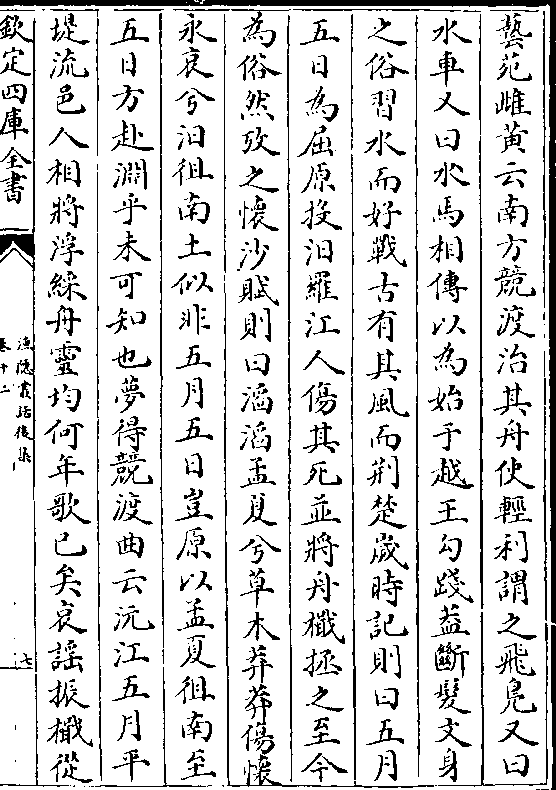 藝苑雌黄云南方競渡治其舟使輕利謂之飛鳧又曰
水車又曰水馬相傳以為始于越王勾踐葢斷髮文身
之俗習水而好戰古有其風而荆楚嵗時記則曰五月
五日為屈原投汨羅江人傷其死並將舟檝拯之至今
為俗然攷之懷沙賦則曰滔滔孟夏兮草木莽莽傷懷
永哀兮汩徂南土似非五月五日豈原以孟夏徂南至
五日方赴淵乎未可知也夢得競渡曲云沅江五月平
堤流邑人相將浮綵舟靈均何年歌已矣哀謡振檝從
欽定四庫全書
漁隱叢話後集
卷十二
七